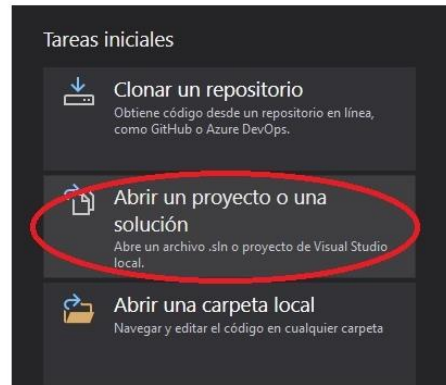 Tareas iniciales
Clonar un repositorio
Obtiene código desde un repositorio en línea,
como GitHub o Azure DevOps.
Abrir un proyecto o una
solución
Abre un archivo .sln o proyecto de Visual Studio
local.
Abrir una carpeta local
Navegar y editar el código en cualquier carpeta